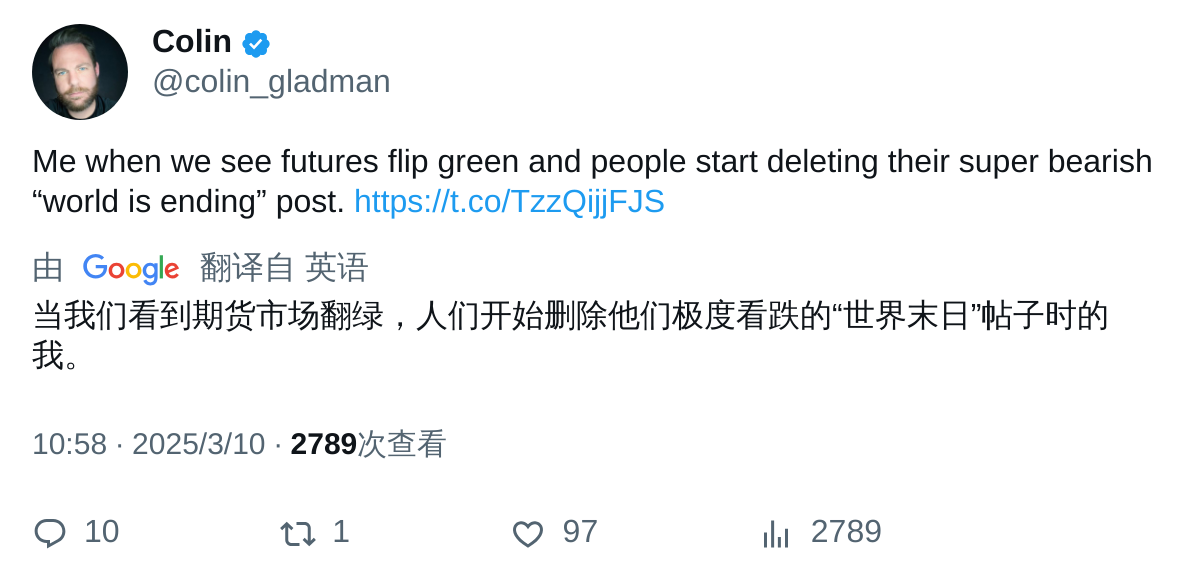 Colin
@colin_gladman
Me when we see futures flip green and people start deleting their super bearish
“world is ending” post. https://t.co/TzzQijjFJS
由 Google 翻译自 英语
当我们看到期货市场翻绿，人们开始删除他们极度看跌的“世界末日”帖子时的
我。
10:58 · 2025/3/10 · 2789次查看
10 1 97 2789